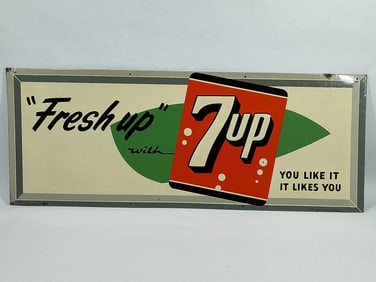 "Fresh up"
with
7up
YOU LIKE IT
IT LIKES YOU